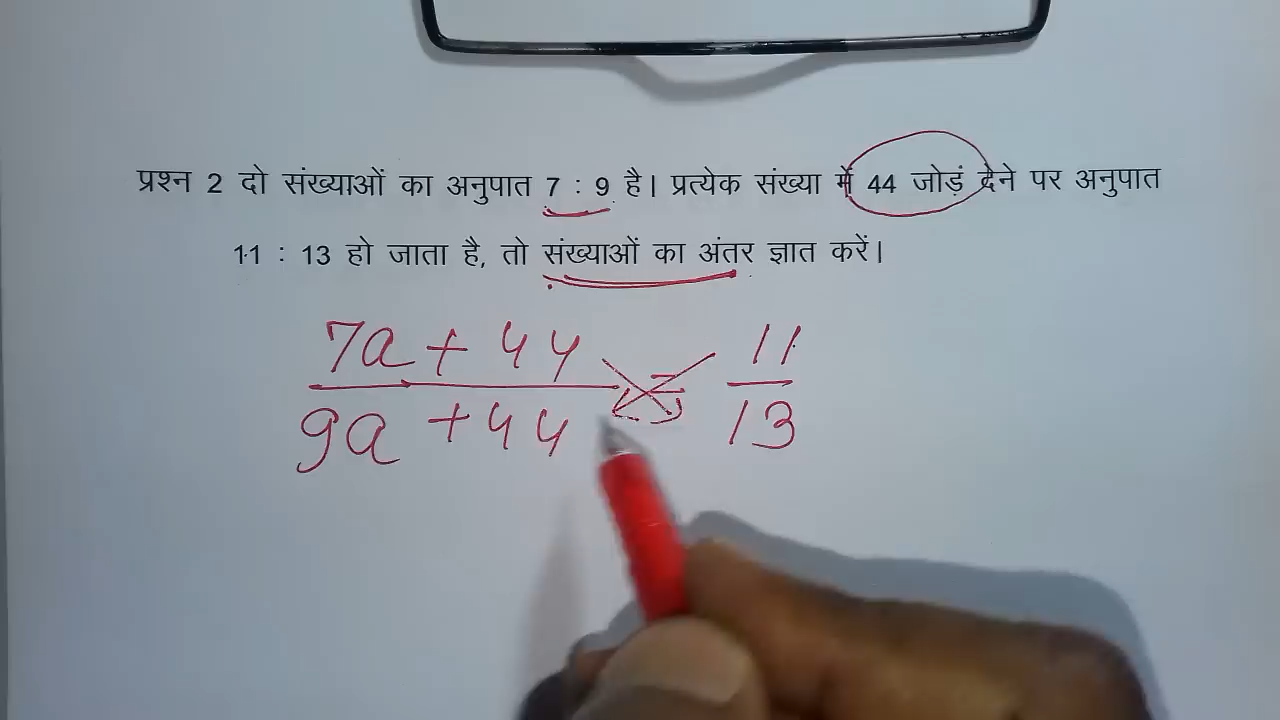 प्रश्न 2 दो संख्याओं का अनुपात 7 : 9 है। प्रत्येक संख्या में 44 जोड़ं देने पर अनुपात
11 : 13 हो जाता है, तो संख्याओं का अंतर ज्ञात करें।
7a + 44 = 11
9a + 44 13